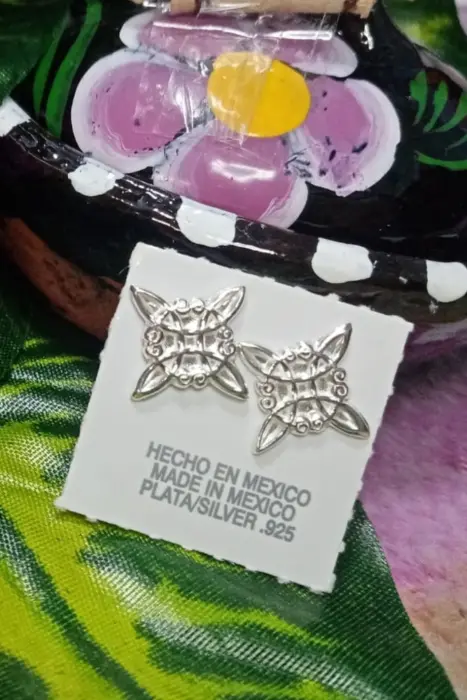 HECHO EN MEXICO
MADE IN MEXICO
PLATA/SILVER .925